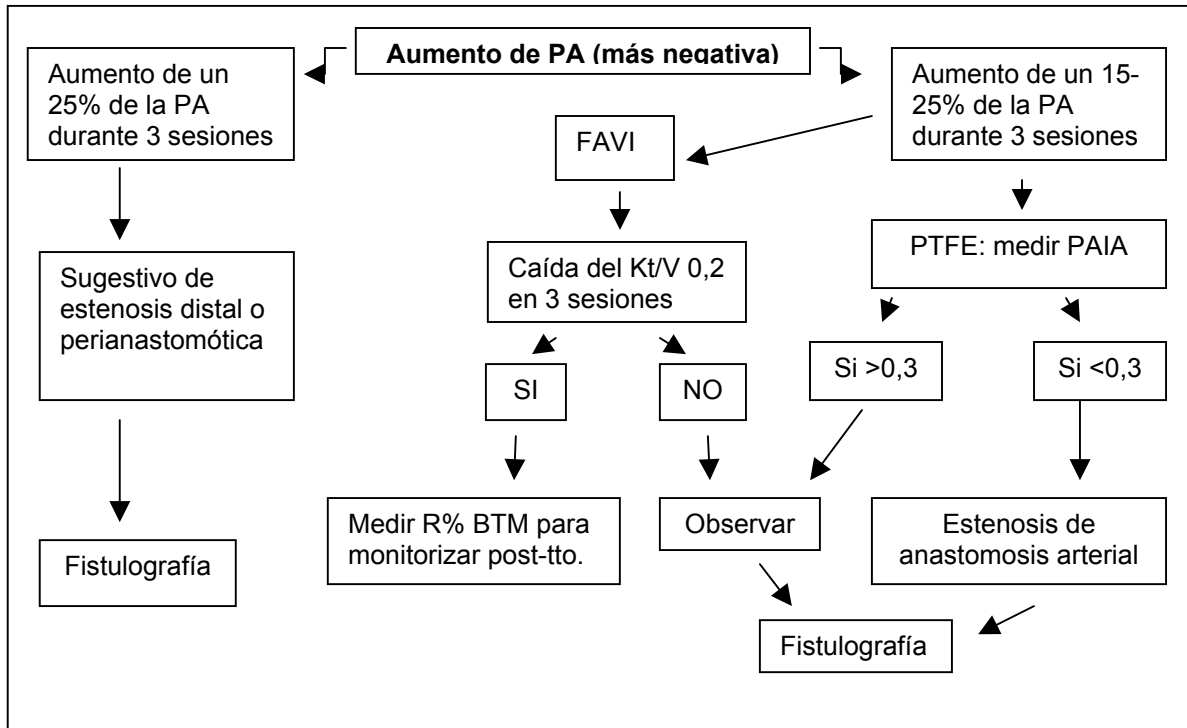 Aumento de PA (más negativa)
Aumento de un
25% de la PA
durante 3 sesiones
Aumento de un 15-
25% de la PA
durante 3 sesiones
FAVI
PTFE: medir PAIA
Sugestivo de
estenosis distal o
perianastomótica
Caída del Kt/V 0,2
en 3 sesiones
SI
NO
Si >0,3
Si <0,3
Medir R% BTM para
monitorizar post-tto.
Observar
Estenosis de
anastomosis arterial
Fistulografía
Fistulografía